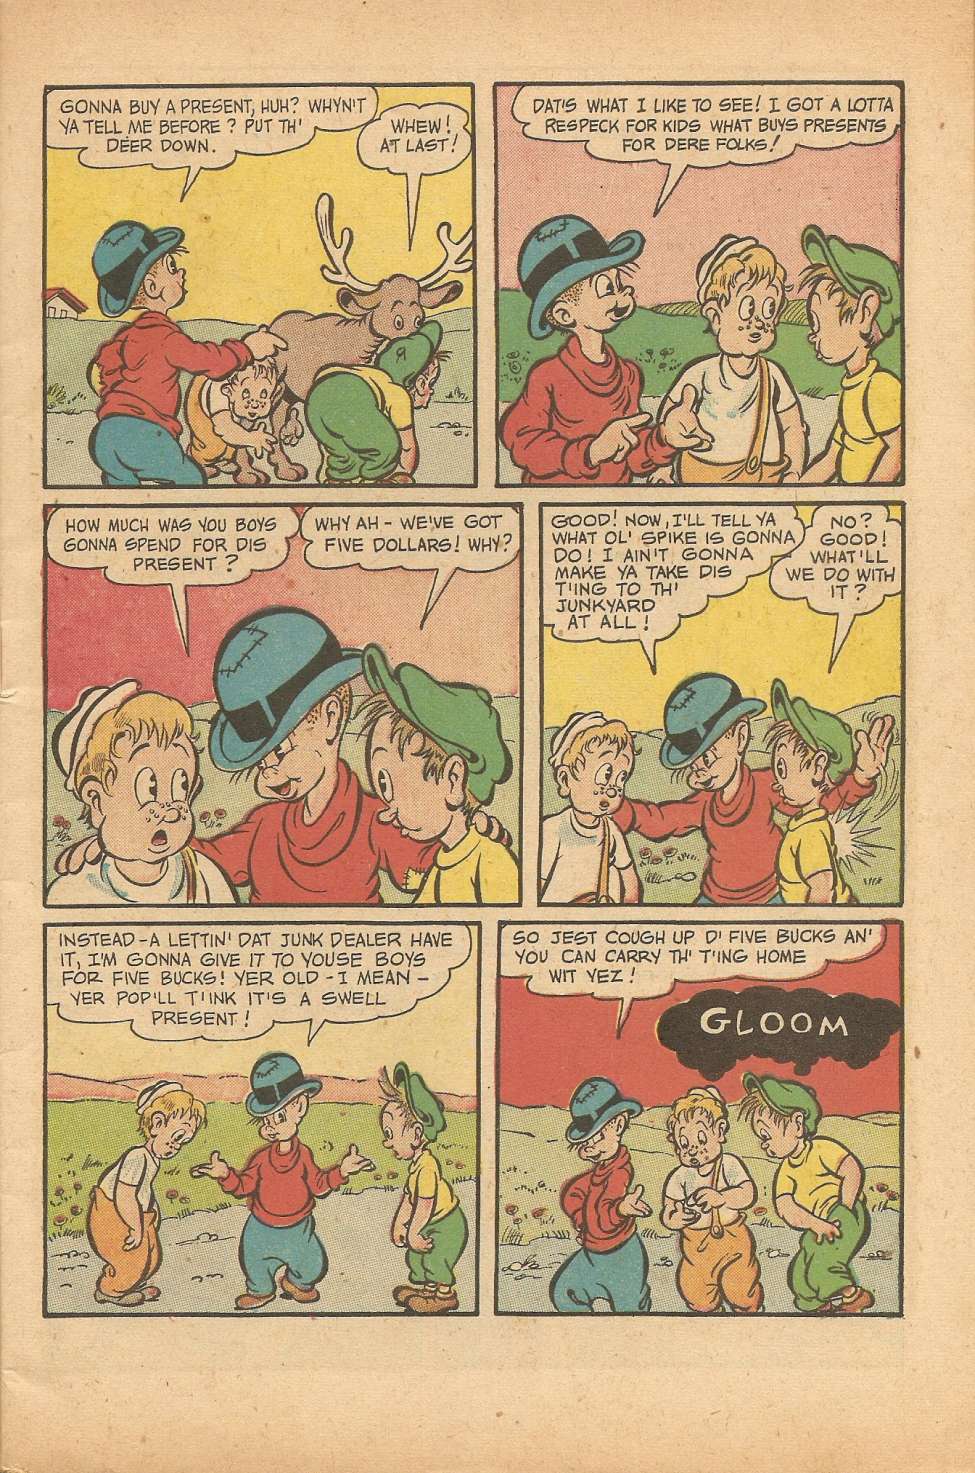 GONNA BUY A PRESENT, HUH? WHYN'T
YA TELL ME BEFORE? PUT TH'
DEER DOWN.
WHEW!
AT LAST!
DAT'S WHAT I LIKE TO SEE! I GOT A LOTTA
RESPECK FOR KIDS WHAT BUYS PRESENTS
FOR DERE FOLKS!
HOW MUCH WAS YOU BOYS
GONNA SPEND FOR DIS
PRESENT?
WHY AH - WE'VE GOT
FIVE DOLLARS! WHY?
GOOD! NOW, I'LL TELL YA
WHAT OL' SPIKE IS GONNA
DO! I AIN'T GONNA
MAKE YA TAKE DIS
T'ING TO TH'
JUNKYARD
AT ALL!
NO?
GOOD!
WHAT'LL
WE DO WITH
IT?
INSTEAD-A LETTIN' DAT JUNK DEALER HAVE
IT, I'M GONNA GIVE IT TO YOUSE BOYS
FOR FIVE BUCKS! YER OLD - I MEAN -
YER POP'LL T'INK IT'S A SWELL
PRESENT!
SO JEST COUGH UP D' FIVE BUCKS AN'
YOU CAN CARRY TH' T'ING HOME
WIT YEZ!
GLOOM